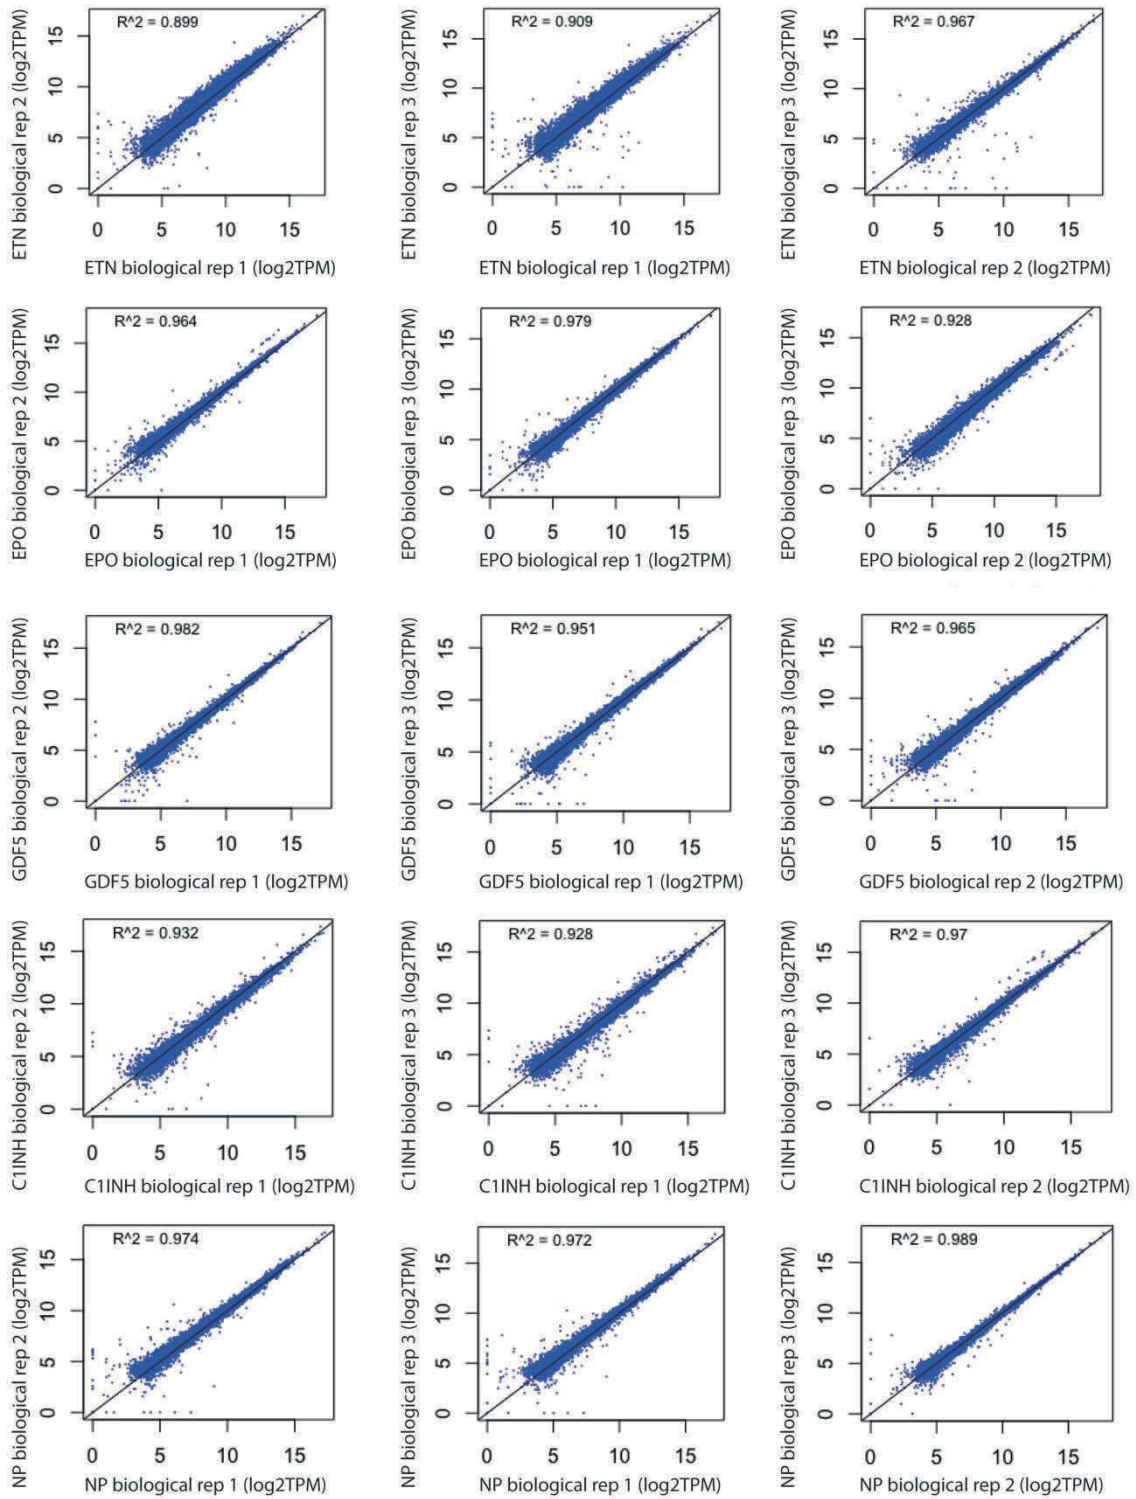 R^2 = 0.899
15
10
5
0
ETN biological rep 2 (log2TPM)
0 5 10 15
ETN biological rep 1 (log2TPM)
R^2 = 0.909
15
10
5
0
ETN biological rep 3 (log2TPM)
0 5 10 15
ETN biological rep 1 (log2TPM)
R^2 = 0.967
15
10
5
0
ETN biological rep 3 (log2TPM)
0 5 10 15
ETN biological rep 2 (log2TPM)
R^2 = 0.964
15
10
5
0
EPO biological rep 2 (log2TPM)
0 5 10 15
EPO biological rep 1 (log2TPM)
R^2 = 0.979
15
10
5
0
EPO biological rep 3 (log2TPM)
0 5 10 15
EPO biological rep 1 (log2TPM)
R^2 = 0.928
15
10
5
0
EPO biological rep 3 (log2TPM)
0 5 10 15
EPO biological rep 2 (log2TPM)
R^2 = 0.982
15
10
5
0
GDF5 biological rep 2 (log2TPM)
0 5 10 15
GDF5 biological rep 1 (log2TPM)
R^2 = 0.951
15
10
5
0
GDF5 biological rep 3 (log2TPM)
0 5 10 15
GDF5 biological rep 1 (log2TPM)
R^2 = 0.965
15
10
5
0
GDF5 biological rep 3 (log2TPM)
0 5 10 15
GDF5 biological rep 2 (log2TPM)
R^2 = 0.932
15
10
5
0
C1INH biological rep 2 (log2TPM)
0 5 10 15
C1INH biological rep 1 (log2TPM)
R^2 = 0.928
15
10
5
0
C1INH biological rep 3 (log2TPM)
0 5 10 15
C1INH biological rep 1 (log2TPM)
R^2 = 0.97
15
10
5
0
C1INH biological rep 3 (log2TPM)
0 5 10 15
C1INH biological rep 2 (log2TPM)
R^2 = 0.974
15
10
5
0
NP biological rep 2 (log2TPM)
0 5 10 15
NP biological rep 1 (log2TPM)
R^2 = 0.972
15
10
5
0
NP biological rep 3 (log2TPM)
0 5 10 15
NP biological rep 1 (log2TPM)
R^2 = 0.989
15
10
5
0
NP biological rep 3 (log2TPM)
0 5 10 15
NP biological rep 2 (log2TPM)